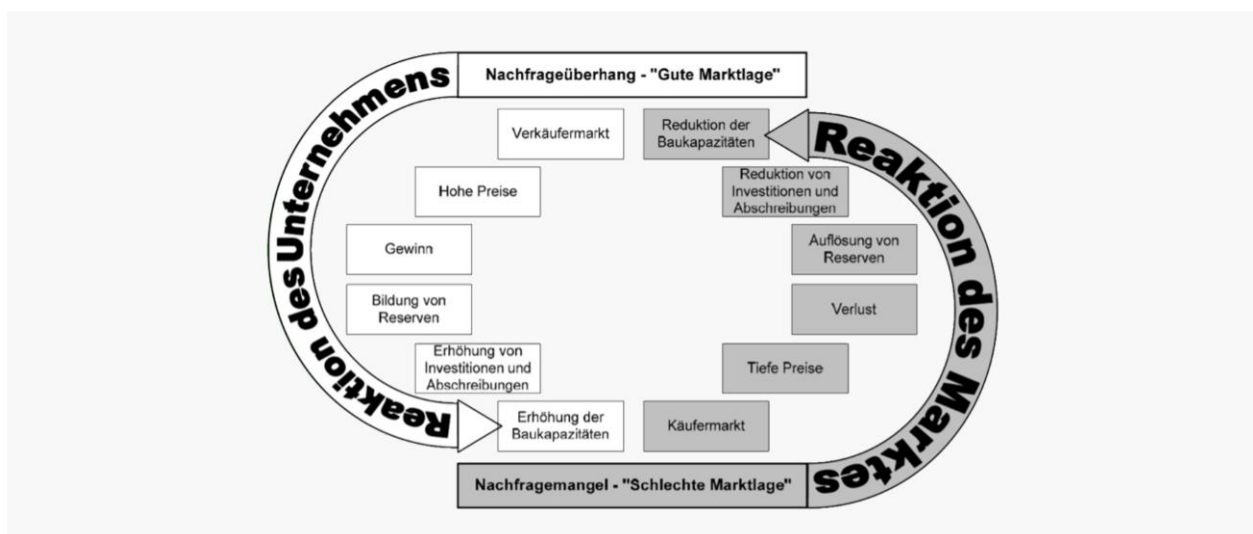 Nachfrageüberhang - "Gute Marktlage"
Reaktion des Unternehmens
Verkäufermarkt
Hohe Preise
Gewinn
Bildung von
Reserven
Erhöhung von
Investitionen und
Abschreibungen
Erhöhung der
Baukapazitäten
Nachfragemangel - "Schlechte Marktlage"
Reaktion des Marktes
Käufermarkt
Tiefe Preise
Verlust
Auflösung von
Reserven
Reduktion von
Investitionen und
Abschreibungen
Reduktion der
Baukapazitäten